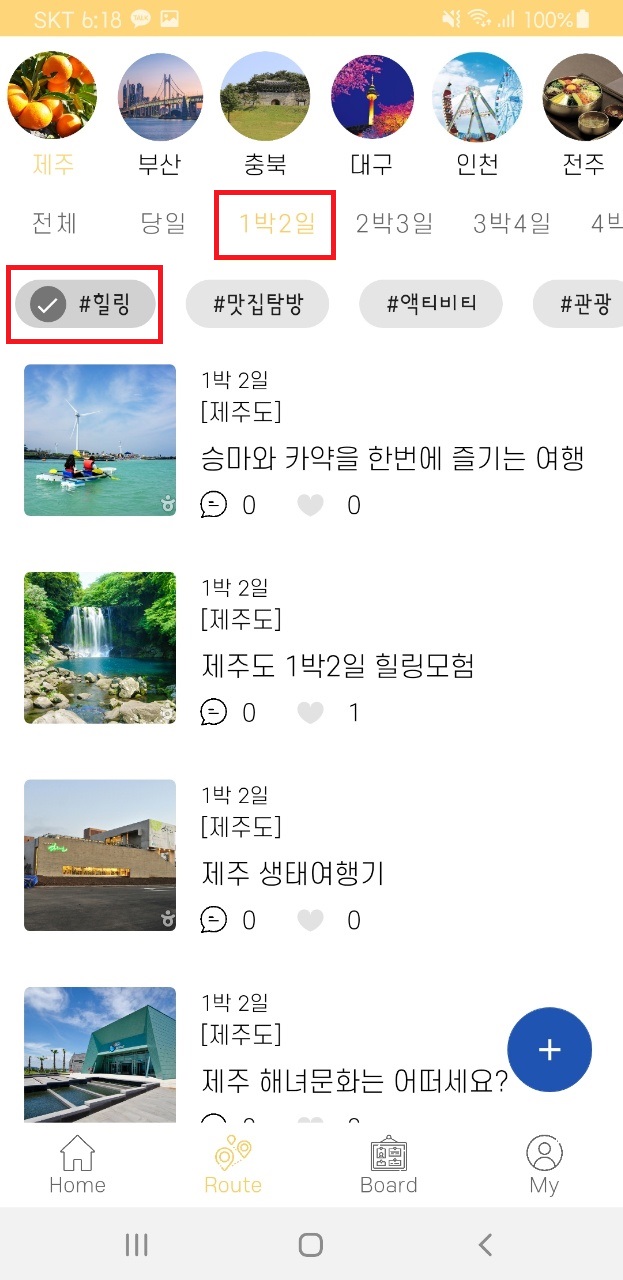 SKT 6:18 TALK 100%
제주 부산 충북 대구 인천 전주
전체 당일 1박2일 2박3일 3박4일 4박
#힐링 #맛집탐방 #액티비티 #관광
1박 2일
[제주도]
승마와 카약을 한번에 즐기는 여행
0 0
1박 2일
[제주도]
제주도 1박2일 힐링모험
0 1
1박 2일
[제주도]
제주 생태여행기
0 0
1박 2일
[제주도]
제주 해녀문화는 어떠세요?
Home Route Board My